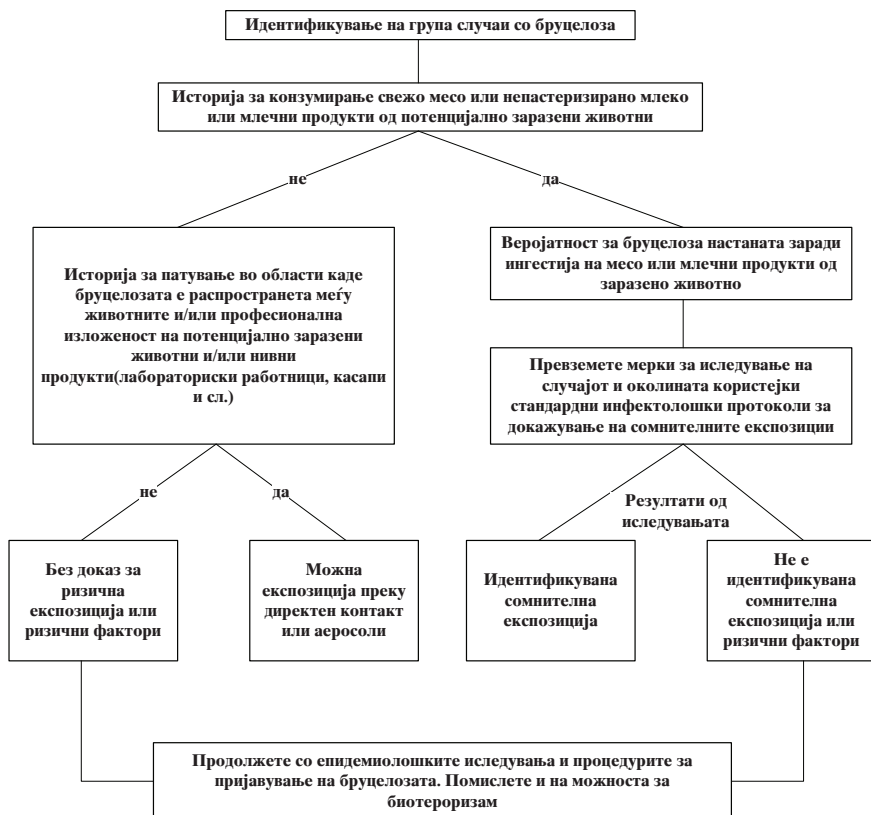 Идентификување на група случаи со бруцелоза
Историја за конзумирање свежо месо или непастеризирано млеко
или млечни продукти од потенцијално заразени животни
не
да
Историја за патување во области каде
бруцелозата е распространета меѓу
животните и/или професионална
изложеност на потенцијално заразени
животни и/или нивни
продукти(лабораториски работници, касапи
и сл.)
Веројатност за бруцелоза настаната заради
ингестија на месо или млечни продукти од
заразено животно
Превземете мерки за иследување на
случајот и околината користејки
стандардни инфектолошки протоколи за
докажување на сомнителните експозиции
не
да
Резултати од
иследувањата
Без доказ за
ризична
експозиција или
ризични фактори
Можна
експозиција преку
директен контакт
или аеросоли
Идентификувана
сомнителна
експозиција
Не е
идентификувана
сомнителна
експозиција или
ризични фактори
Продолжете со епидемиолошките иследувања и процедурите за
пријавување на бруцелозата. Помислете и на можноста за
биотероризам